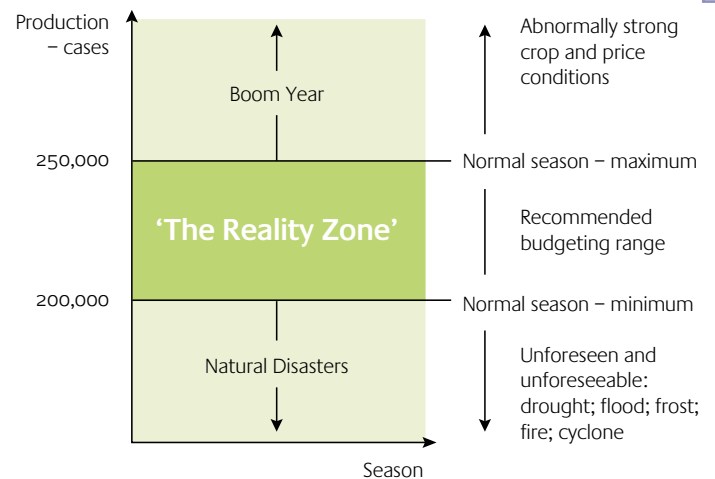 Production
– cases
Abnormally strong
crop and price
conditions
Boom Year
250,000
Normal season – maximum
‘The Reality Zone’
Recommended
budgeting range
200,000
Normal season – minimum
Natural Disasters
Unforeseen and
unforeseeable:
drought; flood; frost;
fire; cyclone
Season